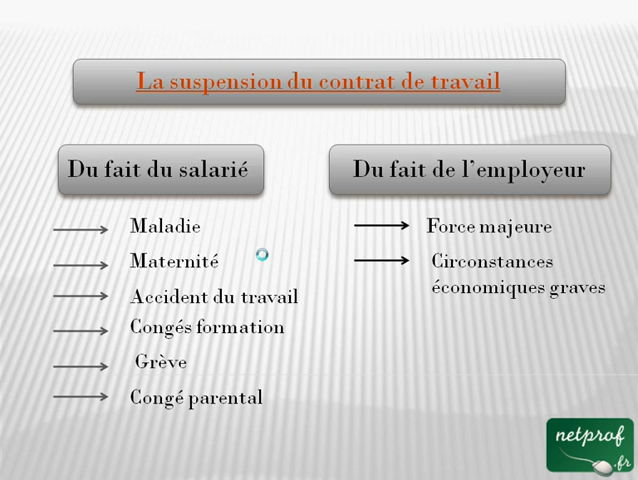 La suspension du contrat de travail
Du fait du salarié
Maladie
Maternité
Accident du travail
Congés formation
Grève
Congé parental
Du fait de l'employeur
Force majeure
Circonstances
économiques graves
netprof
.fr